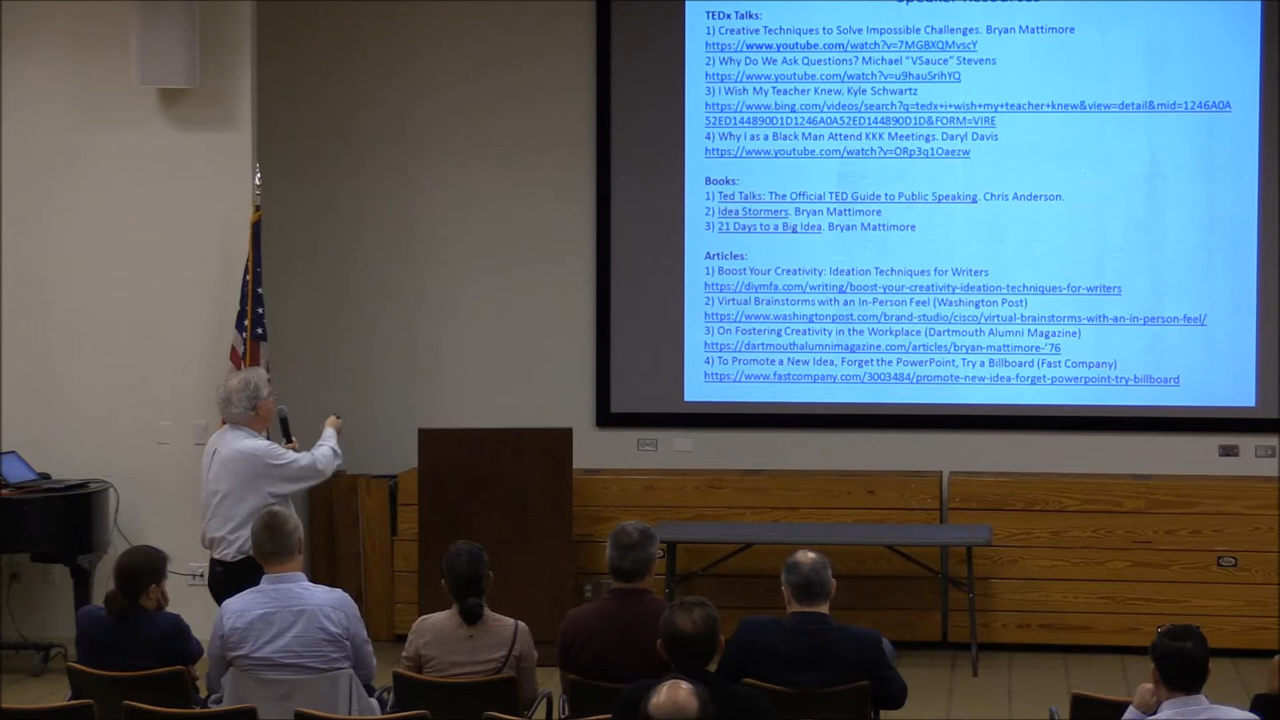 Speaker Resources
TEDx Talks:
1) Creative Techniques to Solve Impossible Challenges. Bryan Mattimore
https://www.youtube.com/watch?v=7MGBXQMvscY
2) Why Do We Ask Questions? Michael “VSauce” Stevens
https://www.youtube.com/watch?v=u9hauSrihYQ
3) I Wish My Teacher Knew. Kyle Schwartz
https://www.bing.com/videos/search?q=tedx+i+wish+my+teacher+knew&view=detail&mid=1246A0A
52ED144890D1D1246A0A52ED144890D1D&FORM=VIRE
4) Why I as a Black Man Attend KKK Meetings. Daryl Davis
https://www.youtube.com/watch?v=ORp3q1Oaezw
Books:
1) Ted Talks: The Official TED Guide to Public Speaking. Chris Anderson.
2) Idea Stormers. Bryan Mattimore
3) 21 Days to a Big Idea. Bryan Mattimore
Articles:
1) Boost Your Creativity: Ideation Techniques for Writers
https://diymfa.com/writing/boost-your-creativity-ideation-techniques-for-writers
2) Virtual Brainstorms with an In-Person Feel (Washington Post)
https://www.washingtonpost.com/brand-studio/cisco/virtual-brainstorms-with-an-in-person-feel/
3) On Fostering Creativity in the Workplace (Dartmouth Alumni Magazine)
https://dartmouthalumnimagazine.com/articles/bryan-mattimore-’76
4) To Promote a New Idea, Forget the PowerPoint, Try a Billboard (Fast Company)
https://www.fastcompany.com/3003484/promote-new-idea-forget-powerpoint-try-billboard